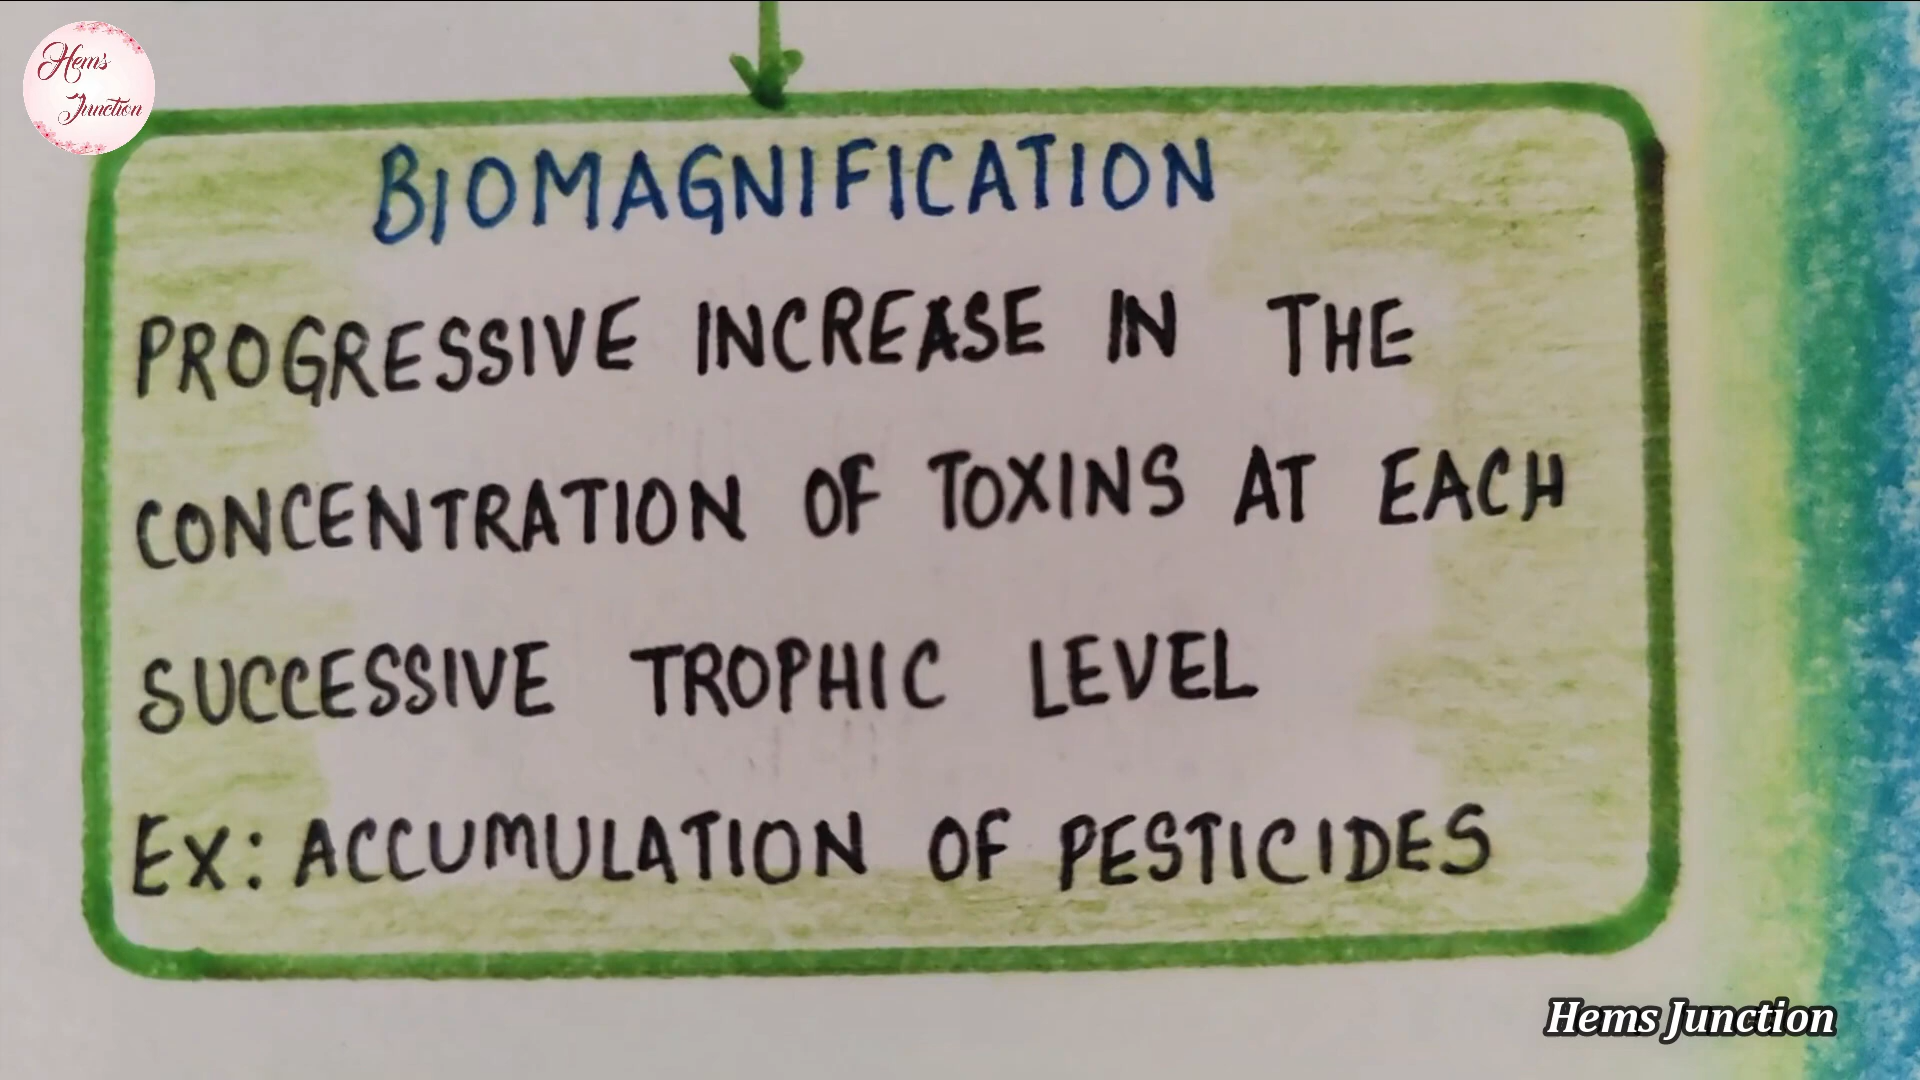 Hems
Junction
BIOMAGNIFICATION
PROGRESSIVE INCREASE IN THE
CONCENTRATION OF TOXINS AT EACH
SUCCESSIVE TROPHIC LEVEL
EX: ACCUMULATION OF PESTICIDES
Hems Junction